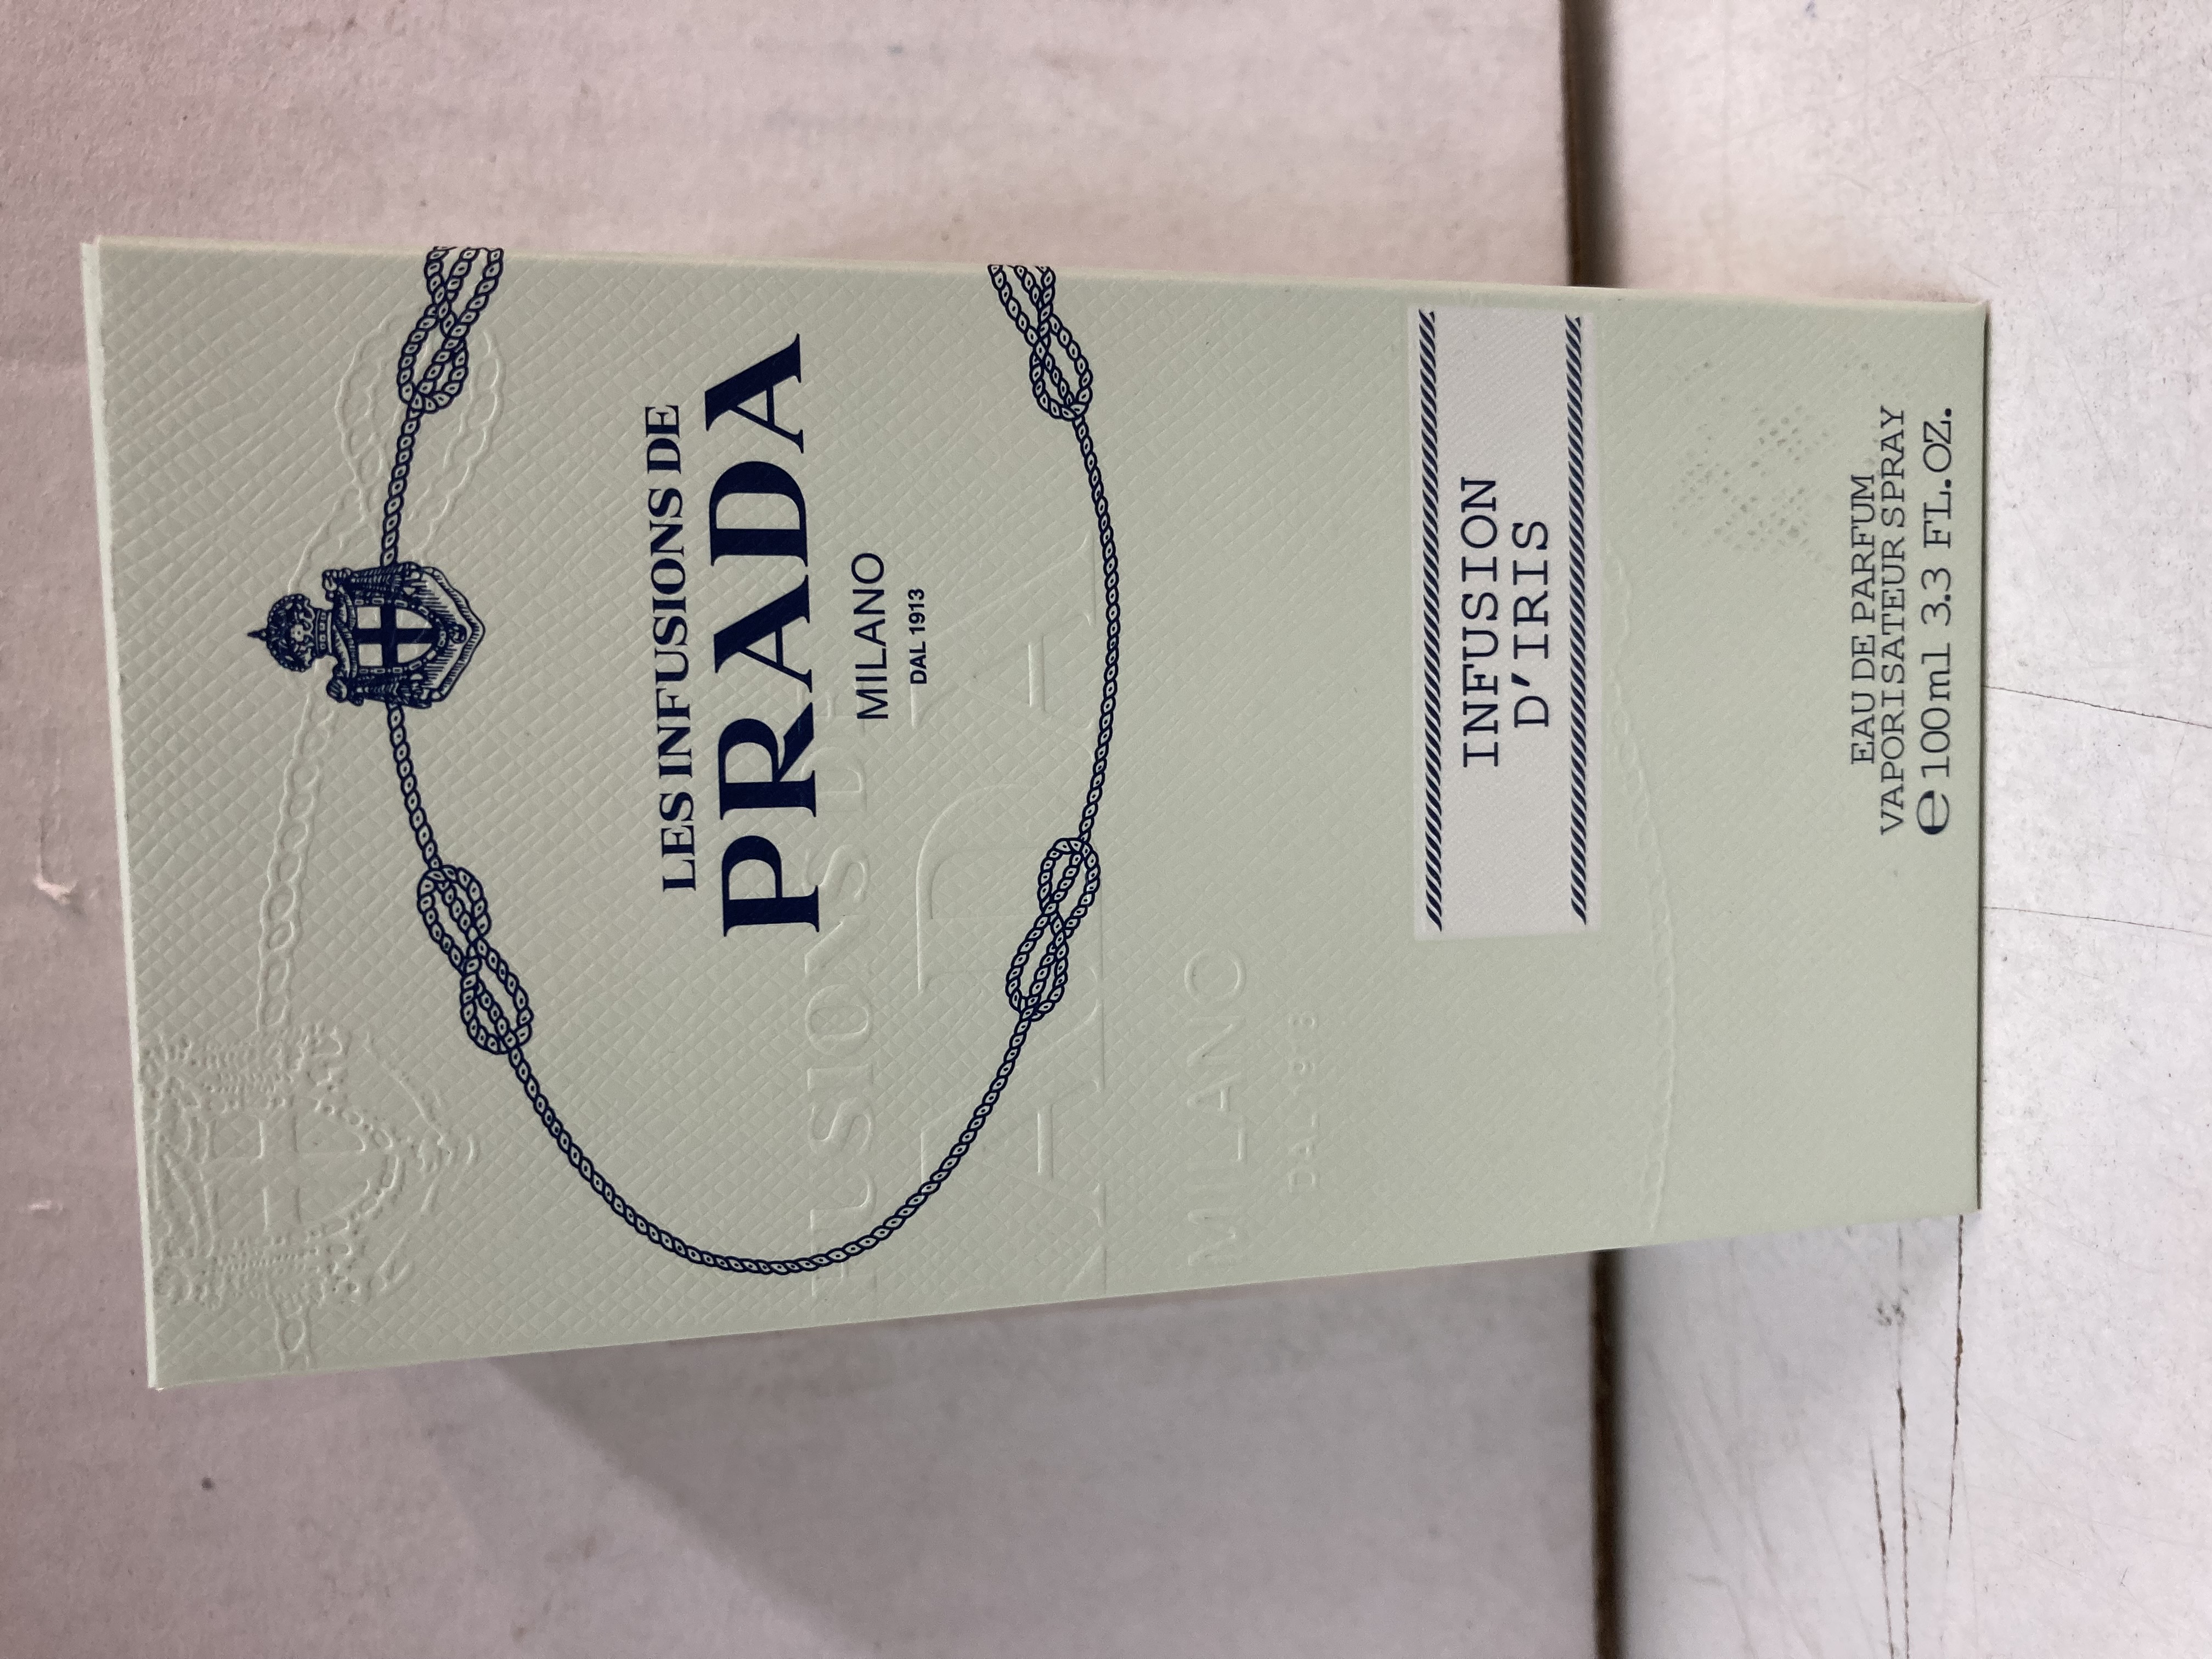 LES INFUSIONS DE
PRADA
MILANO
DAL 1913
INFUSION
D'IRIS
EAU DE PARFUM
VAPORISATEUR SPRAY
e 100ml 3.3 FL.OZ.
MILANO